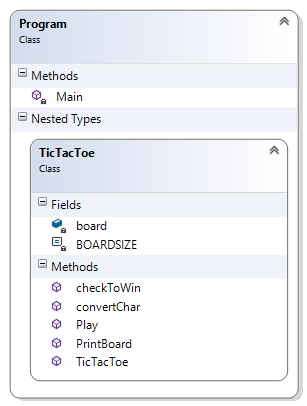 Program
Class
Methods
Main
Nested Types
TicTacToe
Class
Fields
board
BOARDSIZE
Methods
checkToWin
convertChar
Play
PrintBoard
TicTacToe